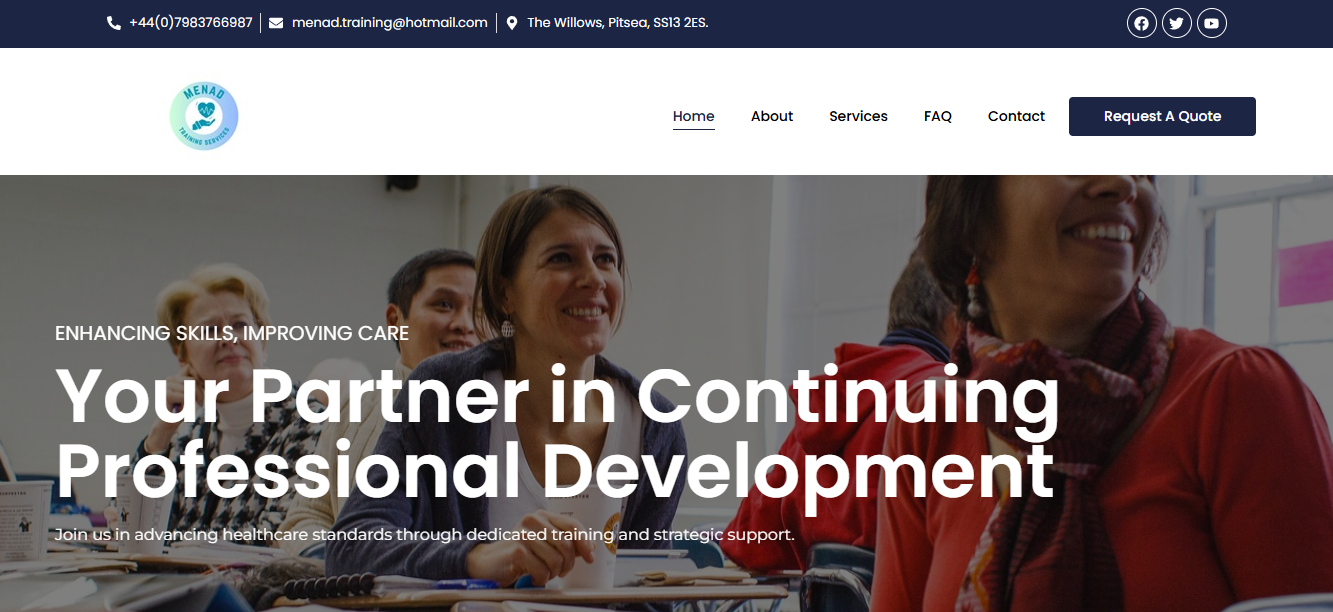 +44(0)7983766987
menad.training@hotmail.com
The Willows, Pitsea, SS13 2ES.
MENAD
TRAINING SERVICES
Home
About
Services
FAQ
Contact
Request A Quote
ENHANCING SKILLS, IMPROVING CARE
Your Partner in Continuing
Professional Development
Join us in advancing healthcare standards through dedicated training and strategic support.